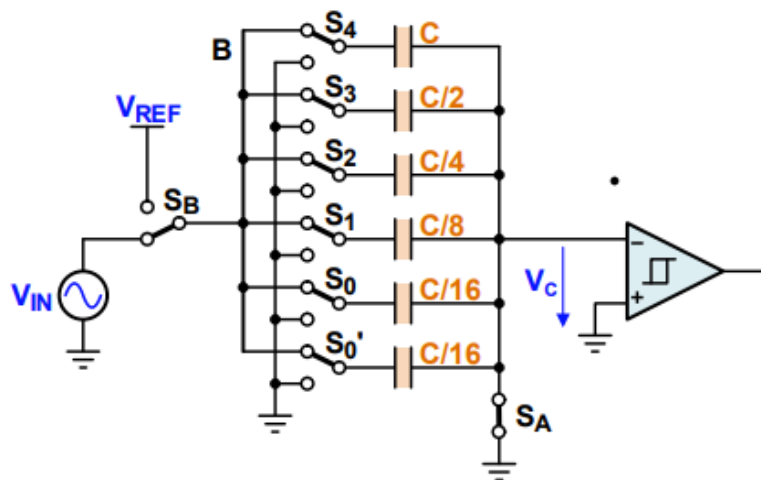 S4
C
B
S3
C/2
VREF
S2
C/4
SB
S1
C/8
−
VIN
S0
C/16
VC
+
S0'
C/16
SA